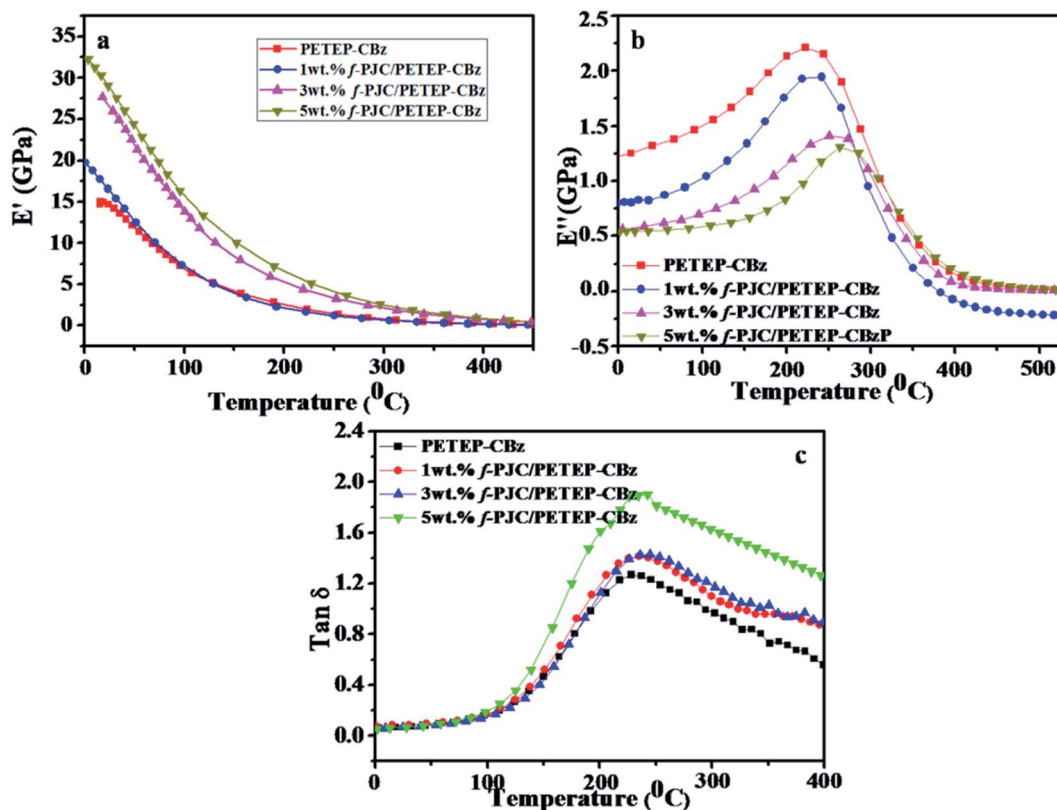 a
PETEP-CBz
1wt.% f-PJC/PETEP-CBz
3wt.% f-PJC/PETEP-CBz
5wt.% f-PJC/PETEP-CBz
E' (GPa)
35
30
25
20
15
10
5
0
0 100 200 300 400
Temperature (⁰C)
b
E''(GPa)
2.5
2.0
1.5
1.0
0.5
0.0
-0.5
PETEP-CBz
1wt.% f-PJC/PETEP-CBz
3wt.% f-PJC/PETEP-CBz
5wt.% f-PJC/PETEP-CBzP
0 100 200 300 400 500
Temperature (⁰C)
c
PETEP-CBz
1wt.% f-PJC/PETEP-CBz
3wt.% f-PJC/PETEP-CBz
5wt.% f-PJC/PETEP-CBz
Tan δ
2.4
2.0
1.6
1.2
0.8
0.4
0.0
0 100 200 300 400
Temperature (⁰C)